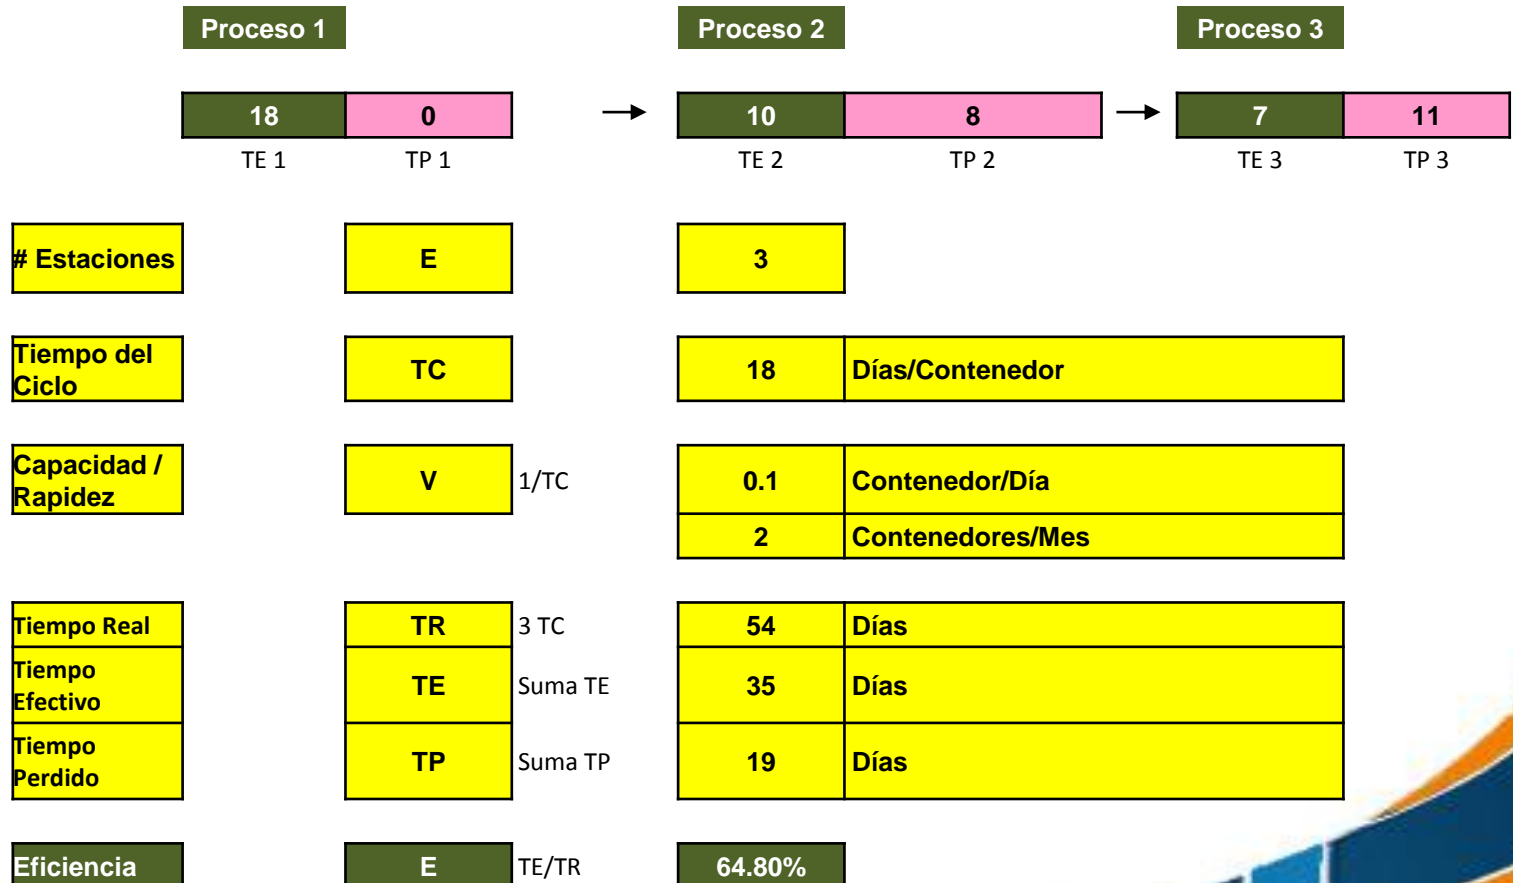 Proceso 1 Proceso 2 Proceso 3
18 0 10 8 7 11
TE 1 TP 1 TE 2 TP 2 TE 3 TP 3
# Estaciones E 3
Tiempo del
Ciclo
TC 18 Días/Contenedor
Capacidad /
Rapidez
V 1/TC 0.1 Contenedor/Día
2 Contenedores/Mes
Tiempo Real TR 3 TC 54 Días
Tiempo
Efectivo
TE Suma TE 35 Días
Tiempo
Perdido
TP Suma TP 19 Días
Eficiencia E TE/TR 64.80%